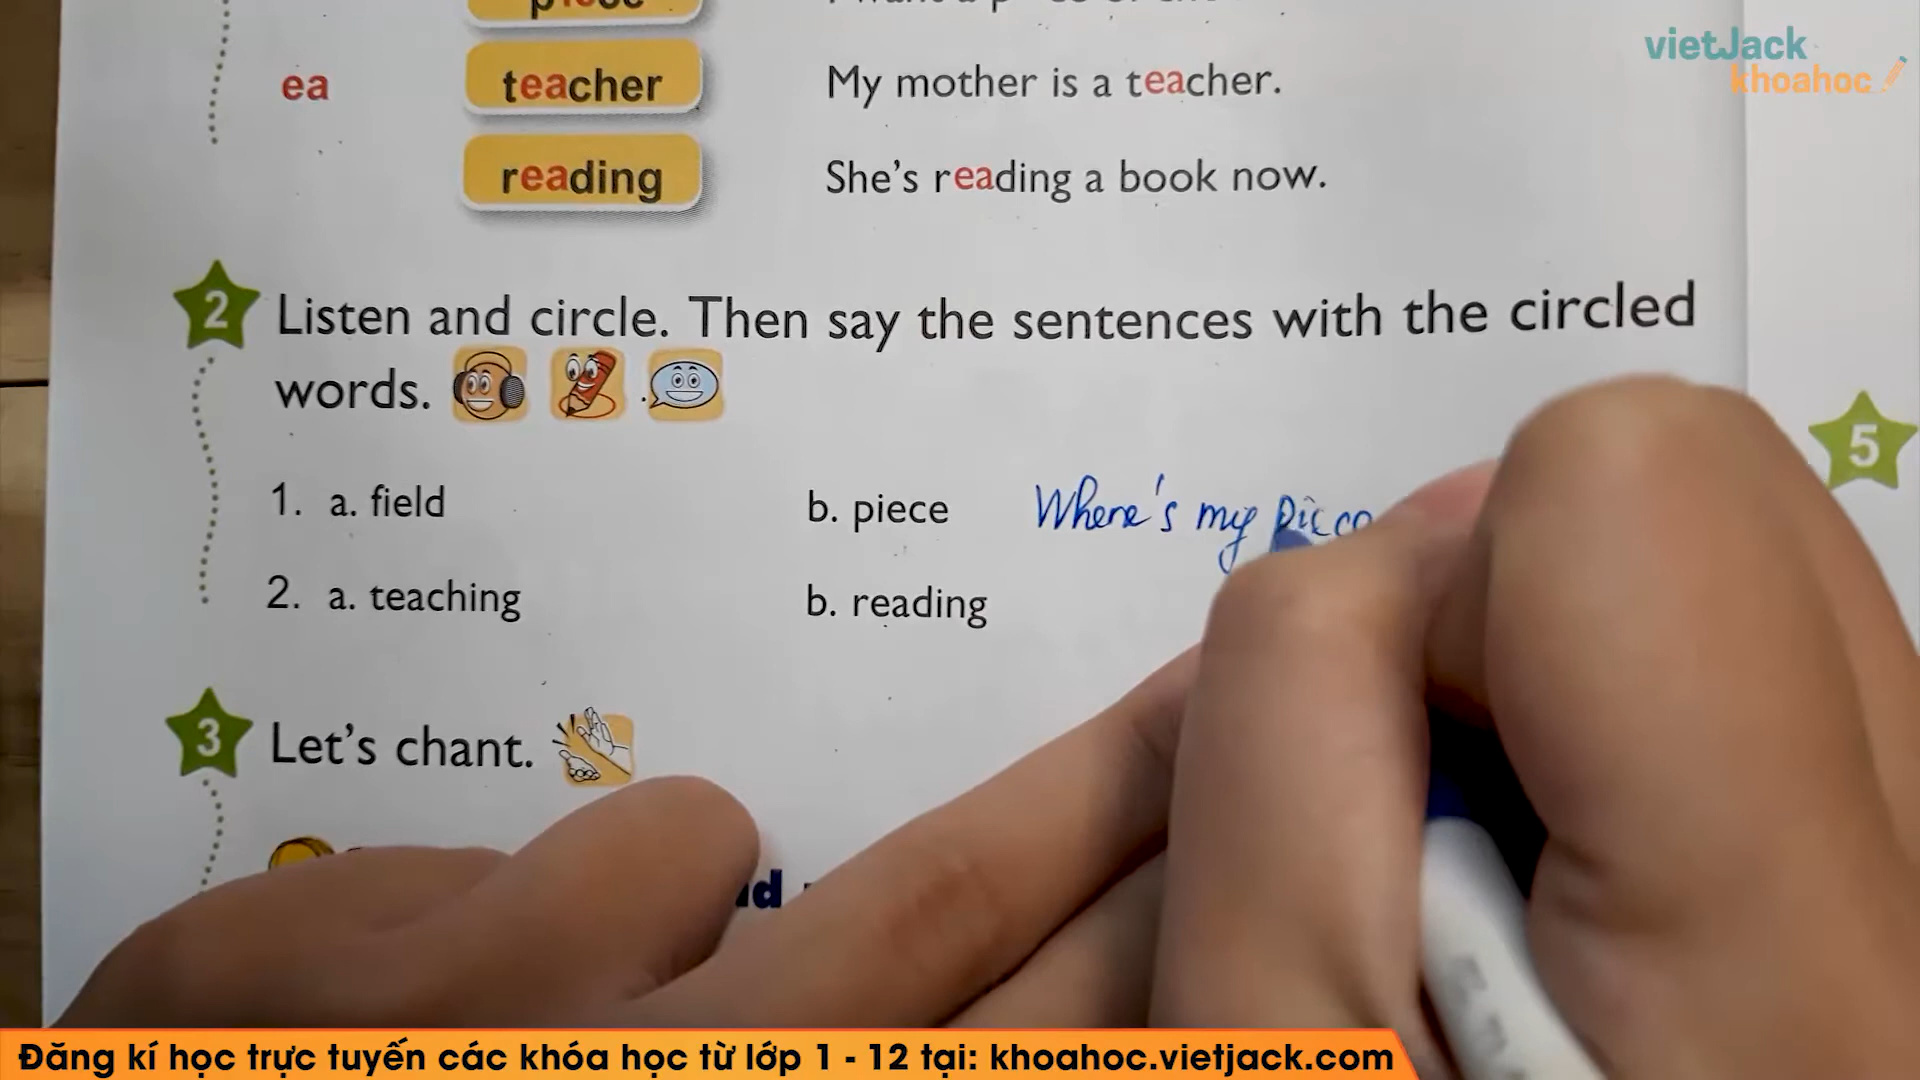 vietJack
khoahoc
ea
teacher
My mother is a teacher.
reading
She's reading a book now.
2 Listen and circle. Then say the sentences with the circled
words.
5
1. a. field
b. piece
Where's my
2. a. teaching
b. reading
3 Let's chant.
Đăng kí học trực tuyến các khóa học từ lớp 1 - 12 tại: khoahoc.vietjack.com